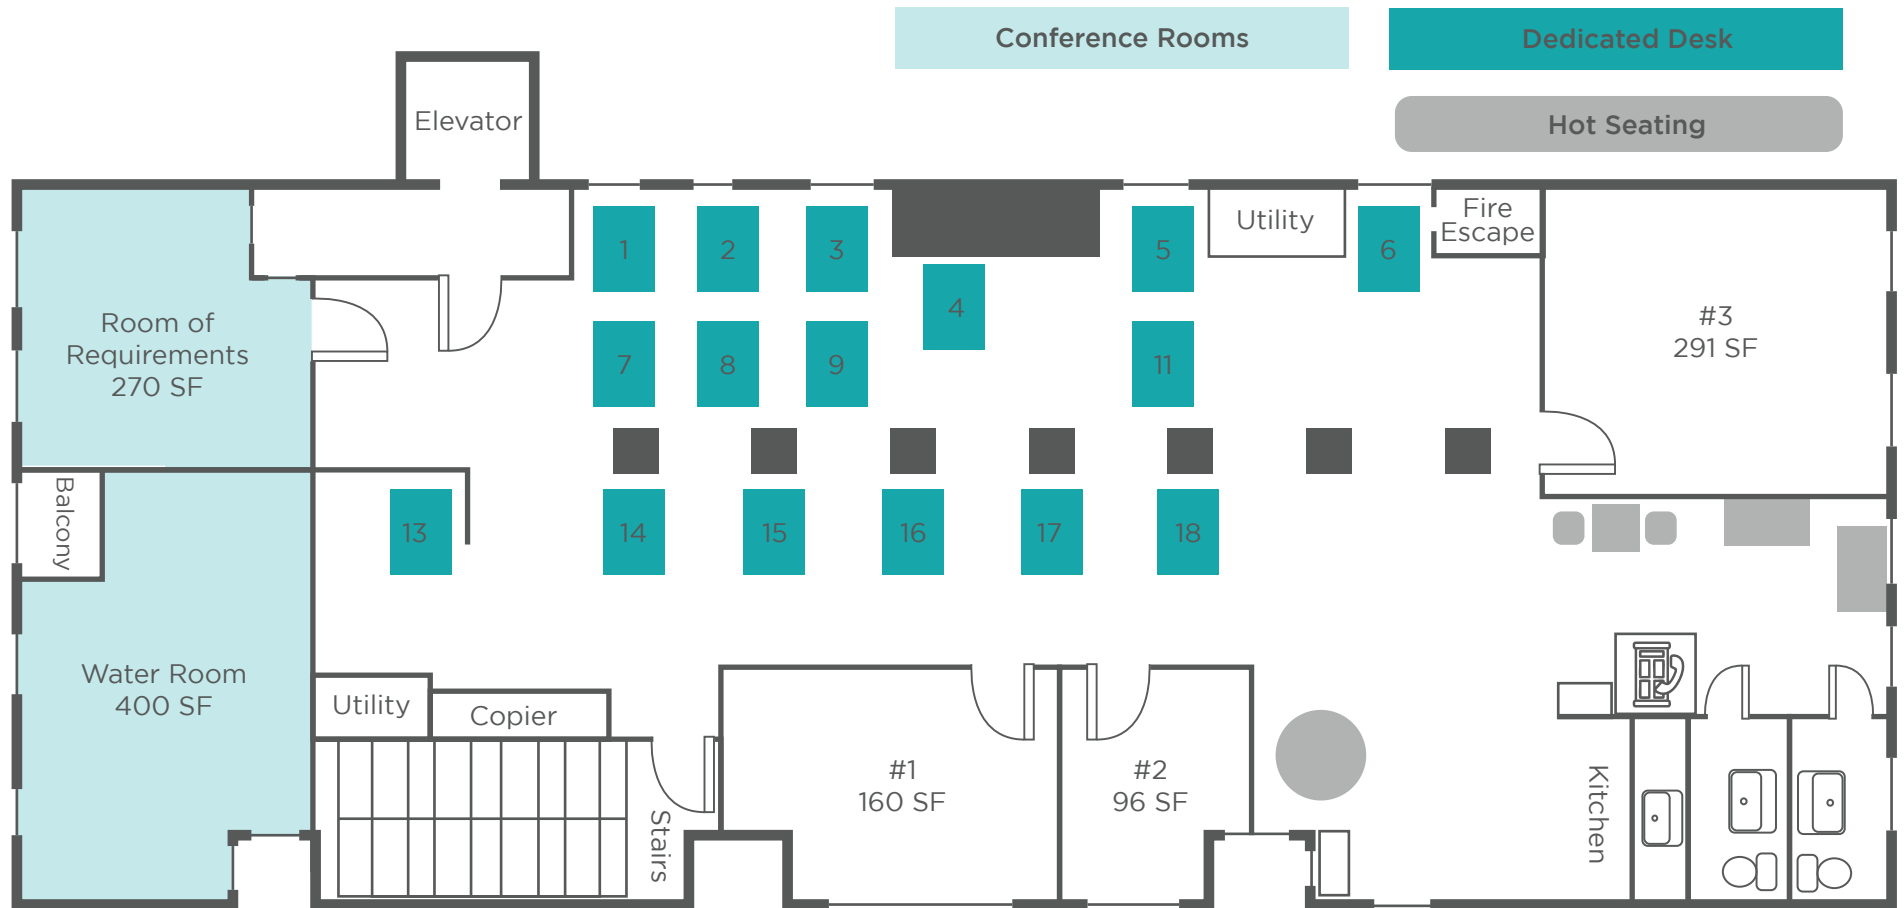 Conference Rooms
Dedicated Desk
Hot Seating
Elevator
Utility
Fire
Escape
1
2
3
4
5
6
Room of
Requirements
270 SF
7
8
9
11
#3
291 SF
Balcony
13
14
15
16
17
18
Water Room
400 SF
Utility
Copier
Stairs
#1
160 SF
#2
96 SF
Kitchen